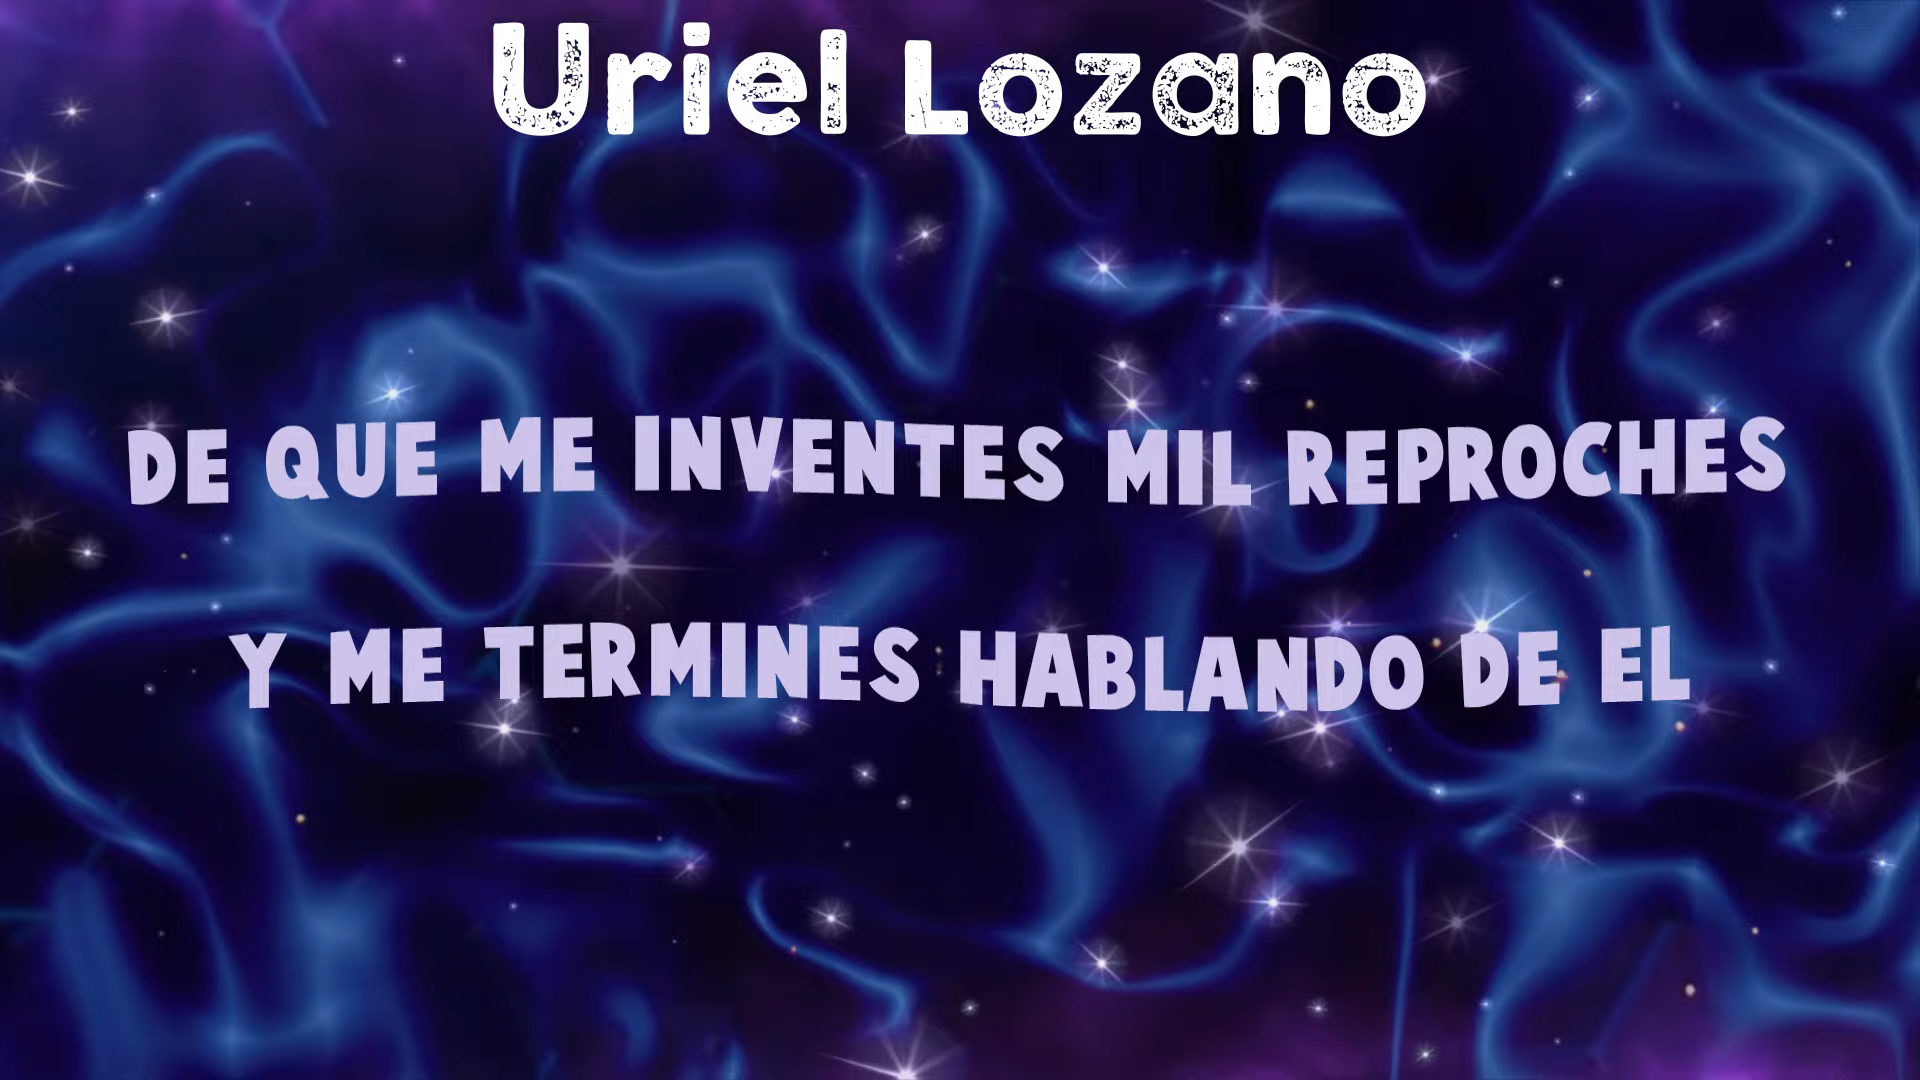 Uriel Lozano
DE QUE ME INVENTES MIL REPROCHES
Y ME TERMINES HABLANDO DE EL